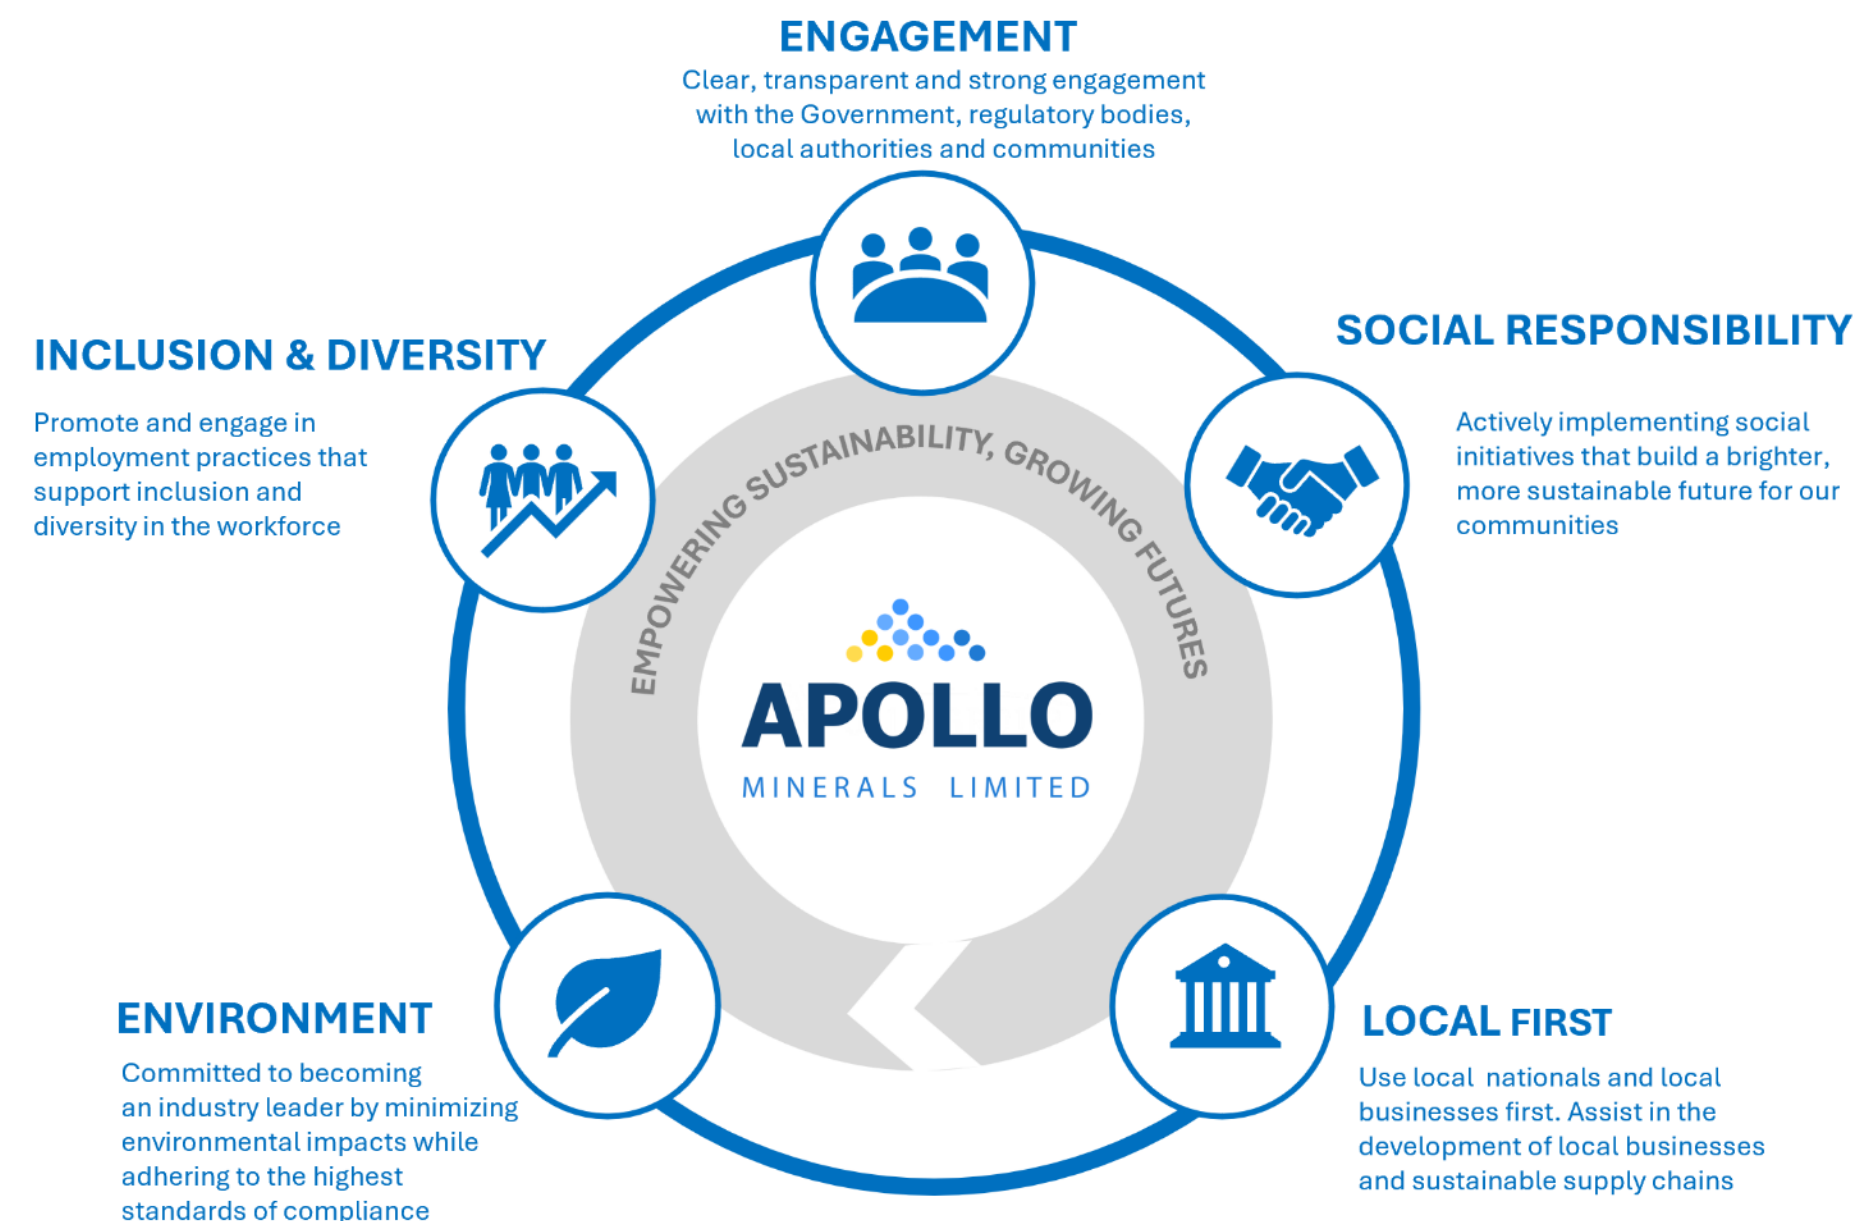 ENGAGEMENT
Clear, transparent and strong engagement
with the Government, regulatory bodies,
local authorities and communities
INCLUSION & DIVERSITY
Promote and engage in
employment practices that
support inclusion and
diversity in the workforce
SOCIAL RESPONSIBILITY
Actively implementing social
initiatives that build a brighter,
more sustainable future for our
communities
EMPOWERING SUSTAINABILITY, GROWING FUTURES
APOLLO
MINERALS LIMITED
ENVIRONMENT
Committed to becoming
an industry leader by minimizing
environmental impacts while
adhering to the highest
standards of compliance
LOCAL FIRST
Use local nationals and local
businesses first. Assist in the
development of local businesses
and sustainable supply chains